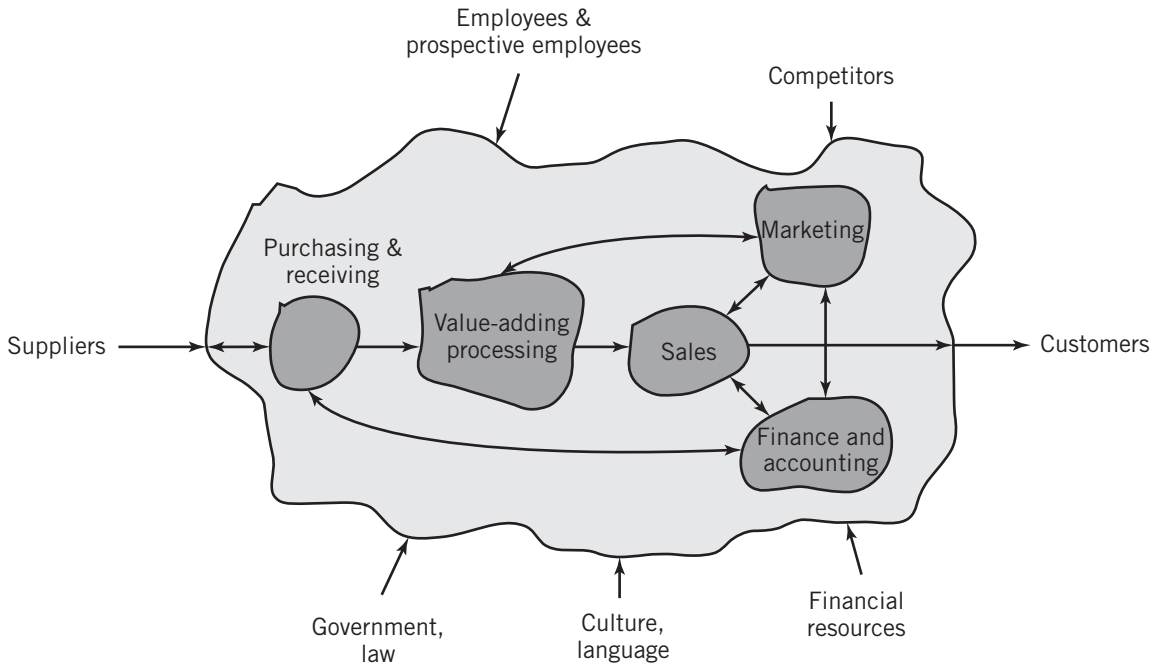 Employees &
prospective employees
Competitors
Marketing
Purchasing &
receiving
Value-adding
processing
Sales
Suppliers
Customers
Finance and
accounting
Government,
law
Culture,
language
Financial
resources